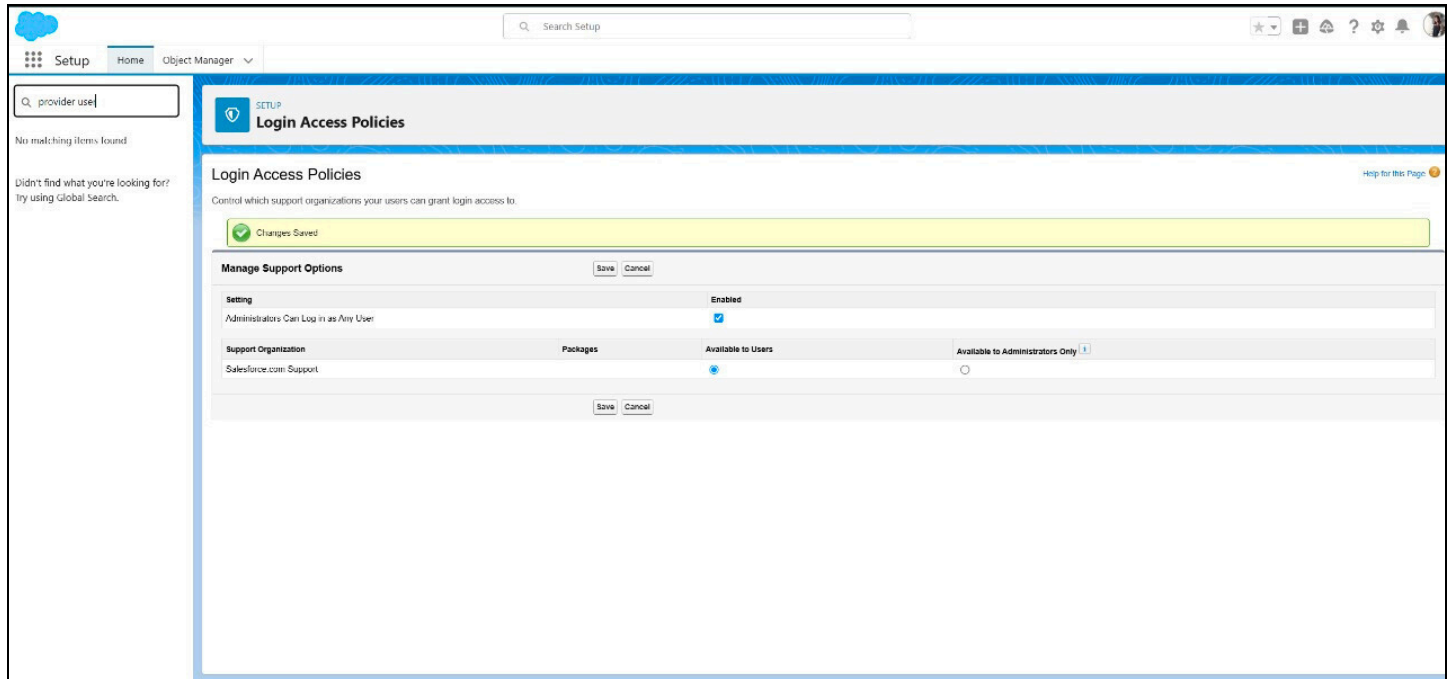 Search Setup
Setup Home Object Manager
provider user
No matching items found
Didn't find what you're looking for?
Try using Global Search.
SETUP
Login Access Policies
Login Access Policies
Help for this Page
Control which support organizations your users can grant login access to.
Changes Saved
Manage Support Options Save Cancel
Setting Enabled
Administrators Can Log in as Any User
Support Organization Packages Available to Users Available to Administrators Only i
Salesforce.com Support
Save Cancel